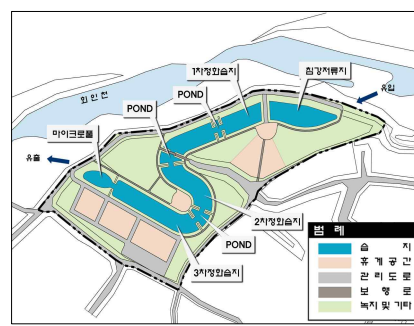 1차정화습지
침강저류지
회인천
POND
유입
POND
마이크로풀
유출
2차정화습지
POND
3차정화습지
범 례
습 지
휴 게 공 간
관 리 도 로
보 행 로
녹지 및 기타